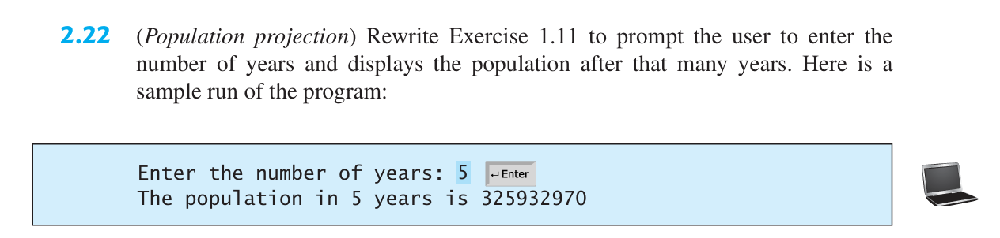 2.22 (Population projection) Rewrite Exercise 1.11 to prompt the user to enter the
number of years and displays the population after that many years. Here is a
sample run of the program:
Enter the number of years: 5 ↵Enter
The population in 5 years is 325932970